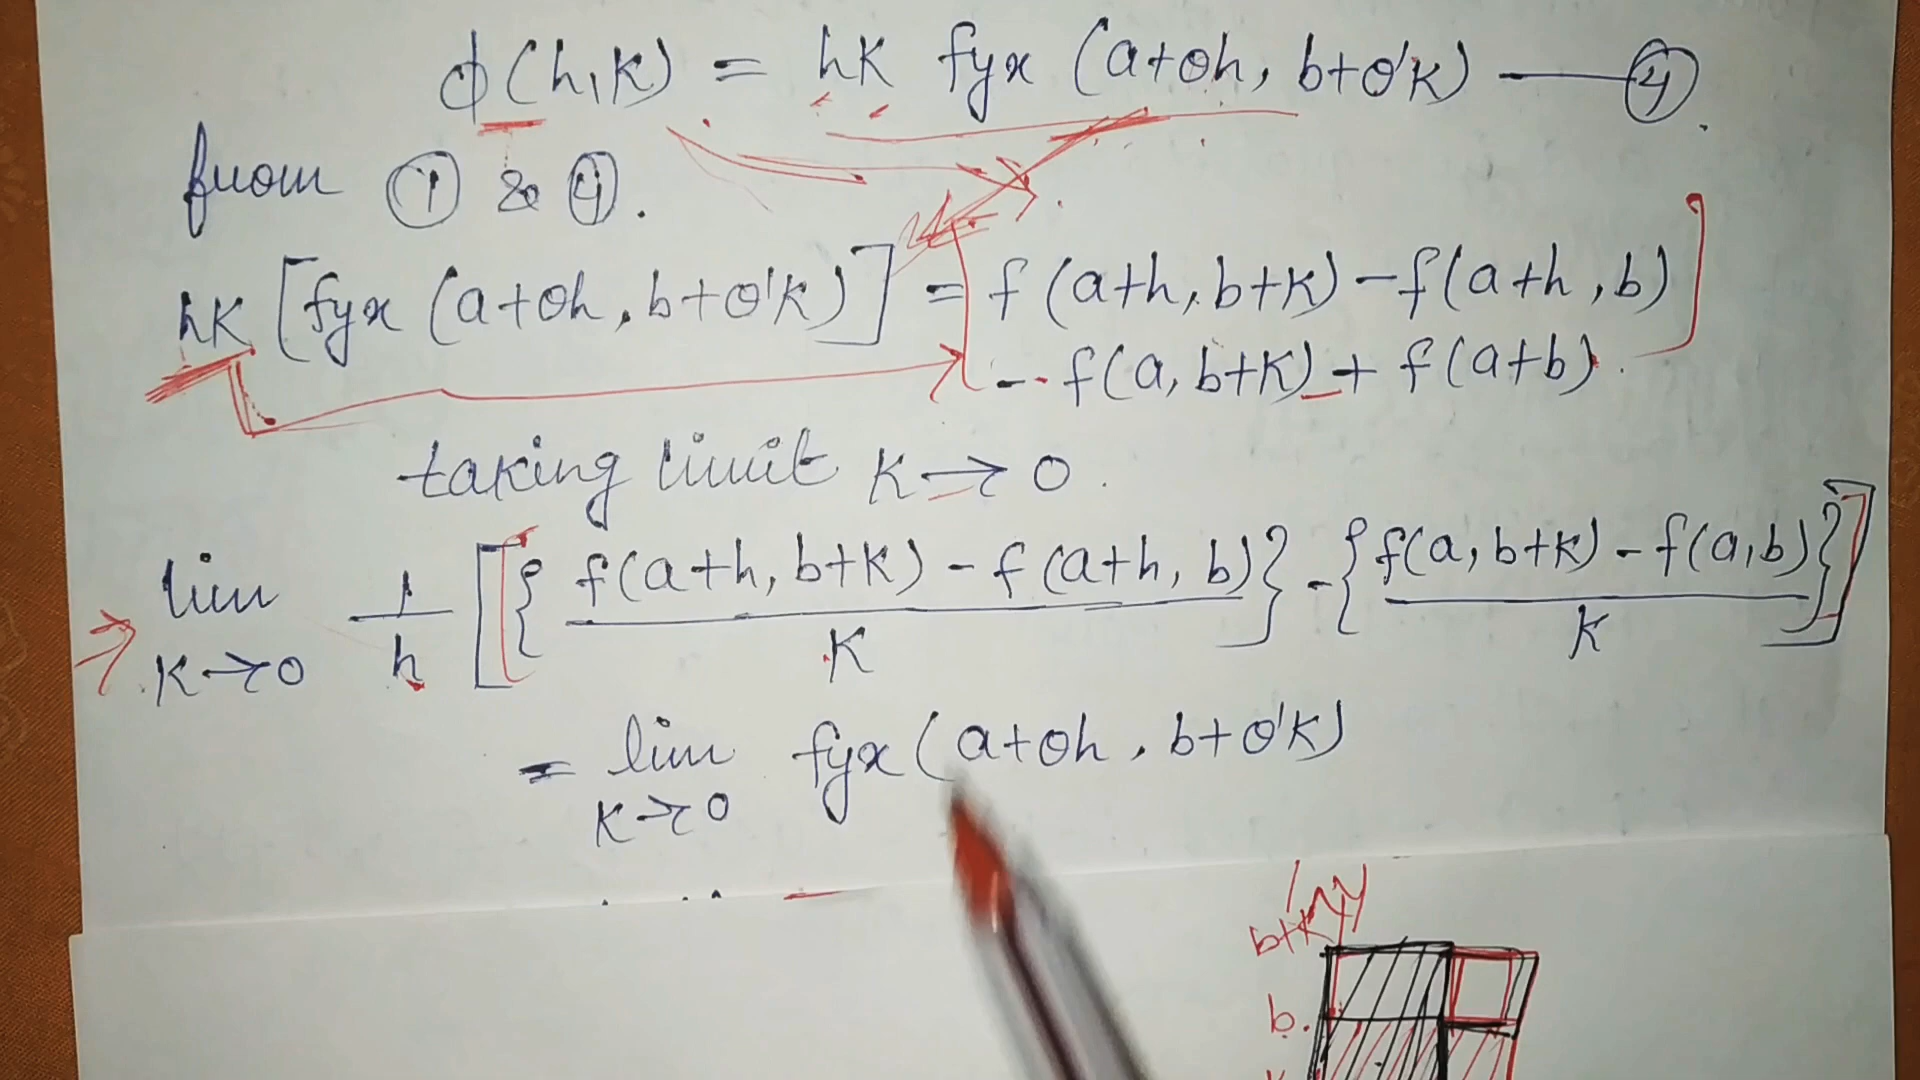 ϕ(h,k) = hk fyx (a+θh, b+θ'k) — ④
from ① & ④.
hk [fyx (a+θh, b+θ'k)] = f(a+h, b+k) - f(a+h, b)
- f(a, b+k) + f(a+b).
taking limit k → 0.
lim k→0 1/h [{f(a+h, b+k) - f(a+h, b) / k} - {f(a, b+k) - f(a,b) / k}]
= lim k→0 fyx (a+θh, b+θ'k)
b+k
b.